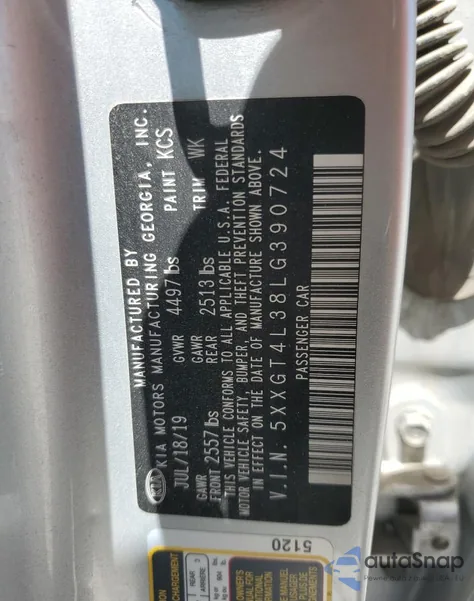 MANUFACTURED BY
KIA KIA MOTORS MANUFACTURING GEORGIA, INC.
JUL/18/19 GVWR 4497 lbs PAINT KCS
GAWR FRONT 2557 lbs GAWR REAR 2513 lbs TRIM WK
THIS VEHICLE CONFORMS TO ALL APPLICABLE U.S.A. FEDERAL
MOTOR VEHICLE SAFETY, BUMPER, AND THEFT PREVENTION STANDARDS
IN EFFECT ON THE DATE OF MANUFACTURE SHOWN ABOVE.
V.I.N. 5XXGT4L38LG390724
PASSENGER CAR
5120
autoSnap